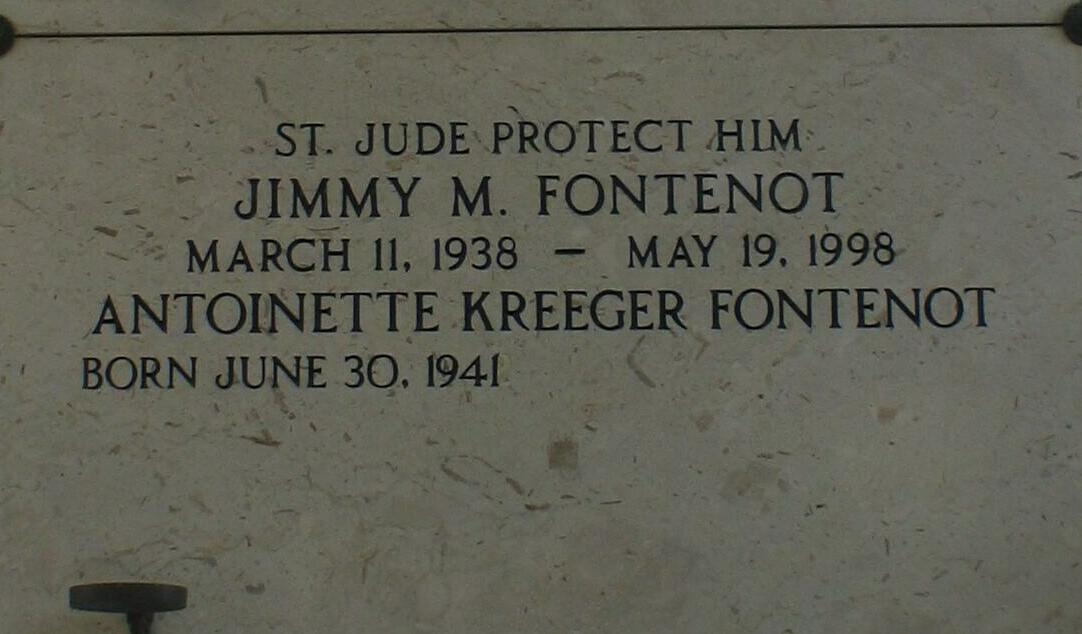 ST. JUDE PROTECT HIM
JIMMY M. FONTENOT
MARCH 11, 1938 — MAY 19, 1998
ANTOINETTE KREEGER FONTENOT
BORN JUNE 30, 1941